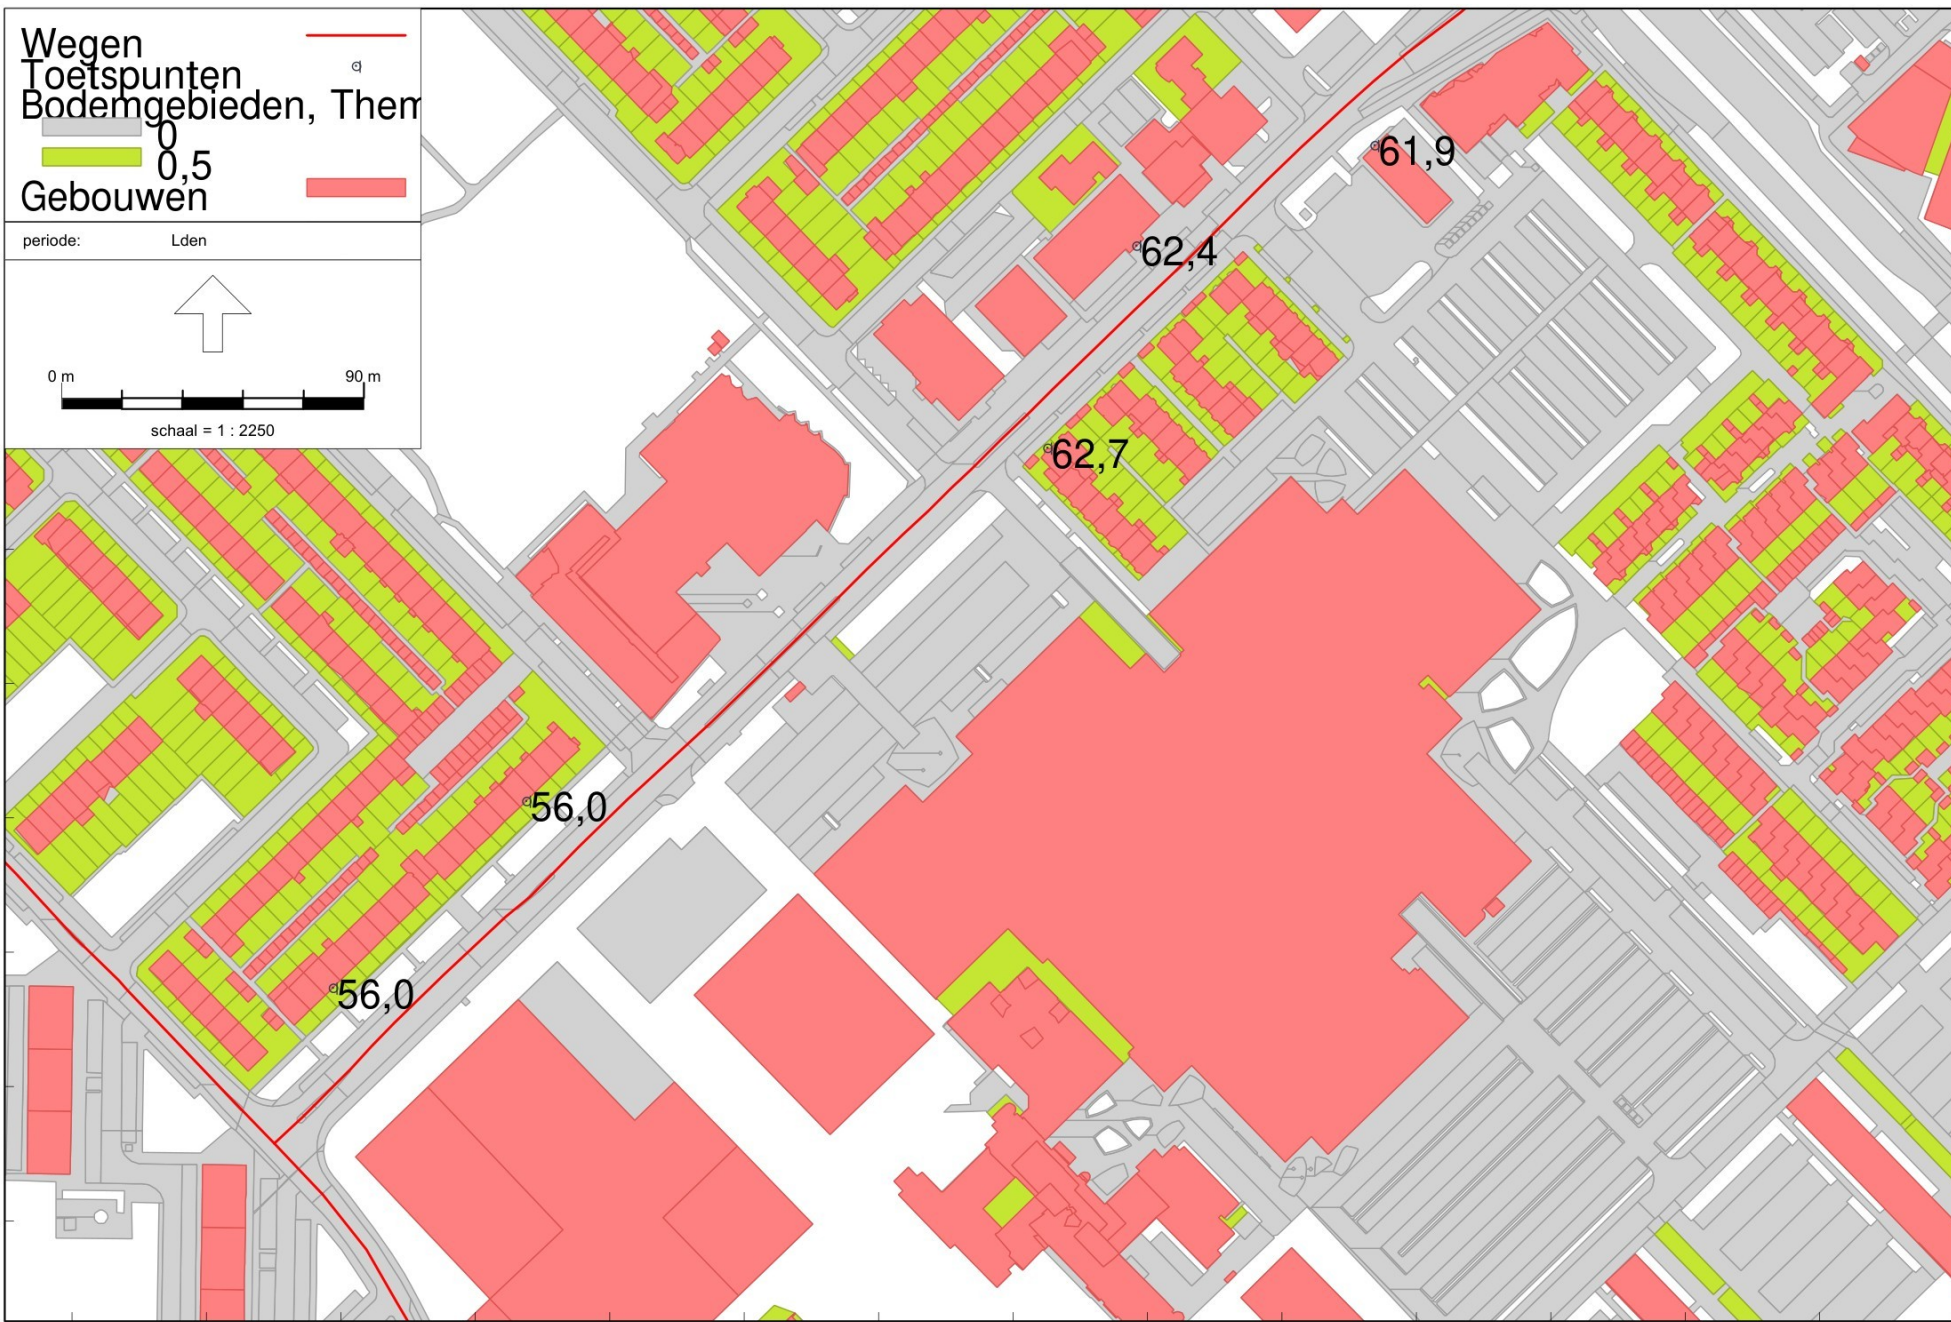 Wegen
Toetspunten
Bodemgebieden, Them
0
0,5
Gebouwen
periode: Lden
0 m 90 m
schaal = 1 : 2250
61,9
62,4
62,7
56,0
56,0